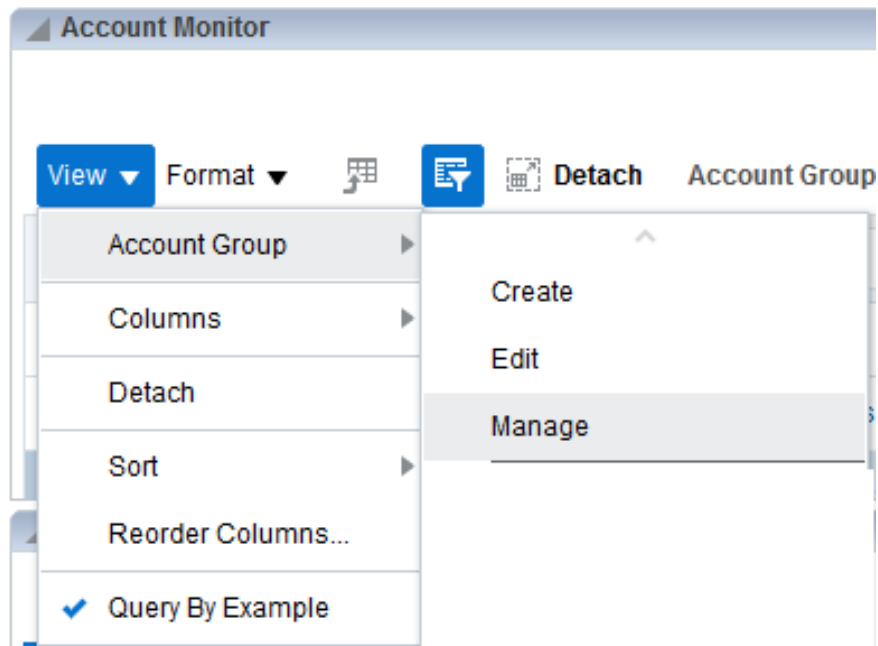 Account Monitor
View Format Detach Account Group
Account Group
Create
Columns
Edit
Detach
Manage
Sort
Reorder Columns...
Query By Example